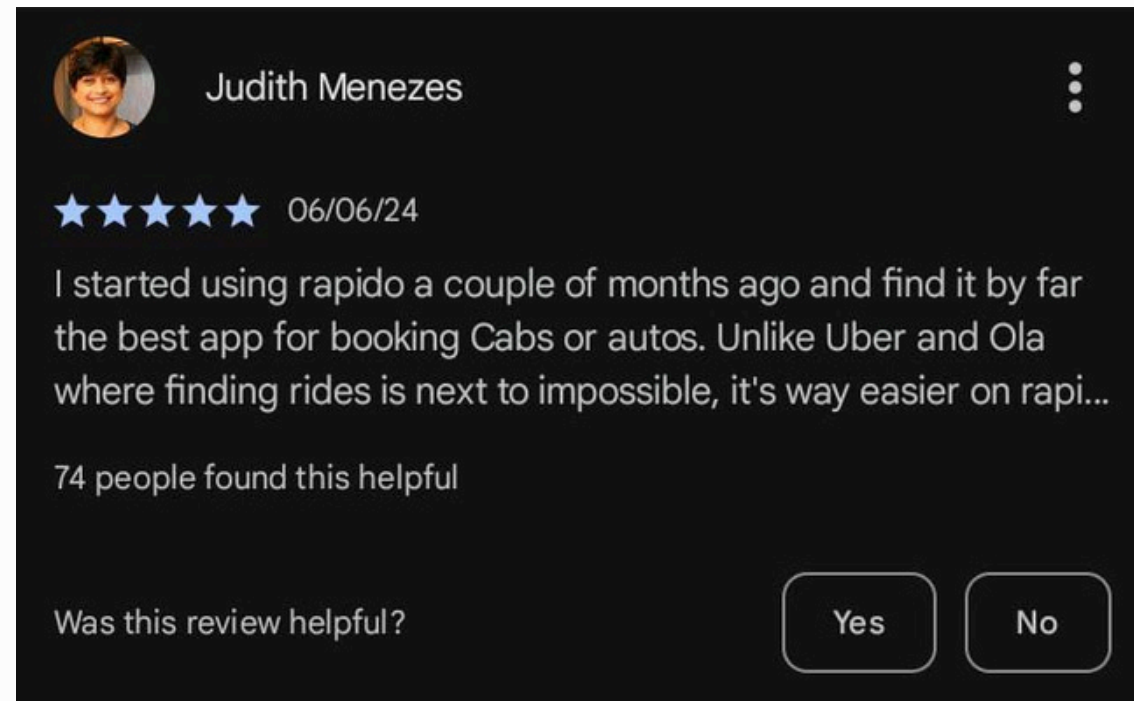 Judith Menezes
06/06/24
I started using rapido a couple of months ago and find it by far
the best app for booking Cabs or autos. Unlike Uber and Ola
where finding rides is next to impossible, it's way easier on rapi...
74 people found this helpful
Was this review helpful? Yes No